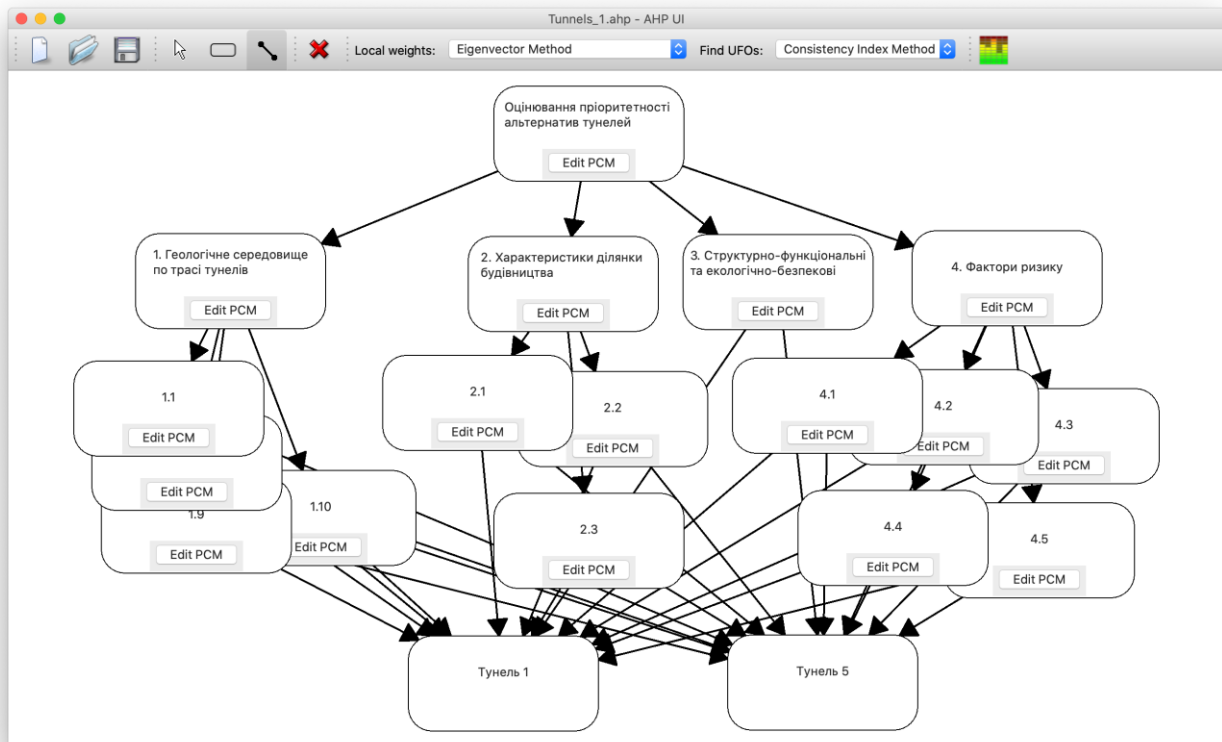 Tunnels_1.ahp - AHP UI
Local weights:
Eigenvector Method
Find UFOs:
Consistency Index Method
Оцінювання пріоритетності
альтернатив тунелей
Edit PCM
1. Геологічне середовище
по трасі тунелів
Edit PCM
2. Характеристики ділянки
будівництва
Edit PCM
3. Структурно-функціональні
та екологічно-безпекові
Edit PCM
4. Фактори ризику
Edit PCM
1.1
Edit PCM
Edit PCM
1.9
Edit PCM
1.10
Edit PCM
2.1
Edit PCM
2.2
Edit PCM
2.3
Edit PCM
4.1
Edit PCM
4.2
Edit PCM
4.3
Edit PCM
4.4
Edit PCM
4.5
Edit PCM
Тунель 1
Тунель 5